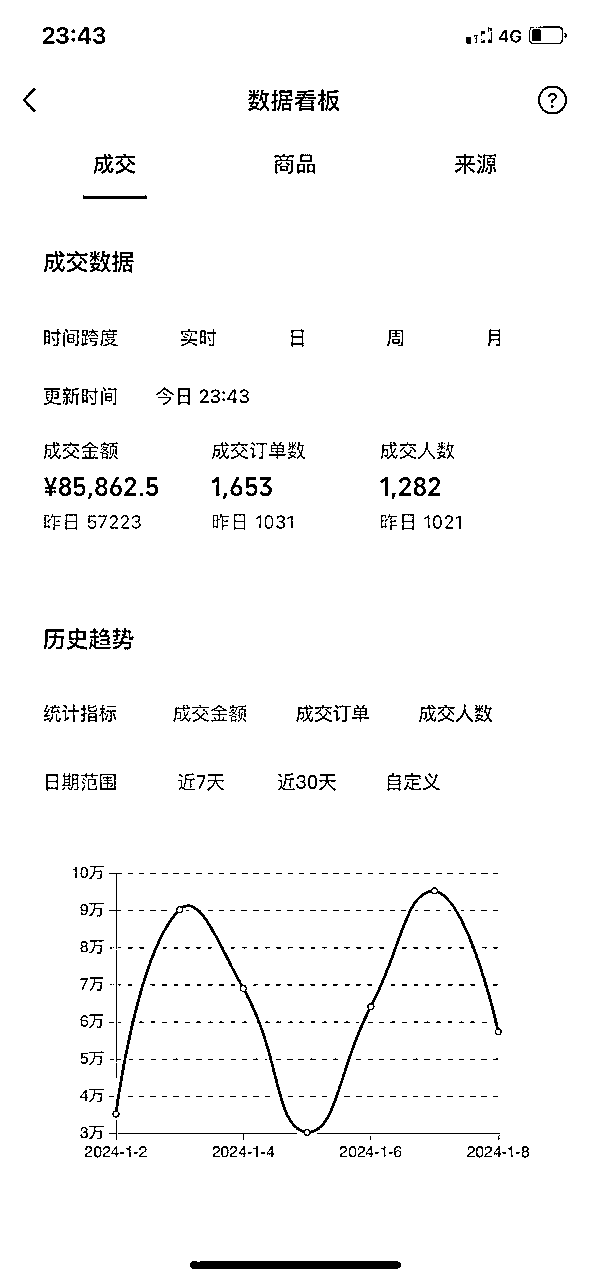 23:43 4G
数据看板
成交 商品 来源
成交数据
时间跨度 实时 日 周 月
更新时间 今日 23:43
成交金额 成交订单数 成交人数
¥85,862.5 1,653 1,282
昨日 57223 昨日 1031 昨日 1021
历史趋势
统计指标 成交金额 成交订单 成交人数
日期范围 近7天 近30天 自定义
10万
9万
8万
7万
6万
5万
4万
3万
2024-1-2 2024-1-4 2024-1-6 2024-1-8